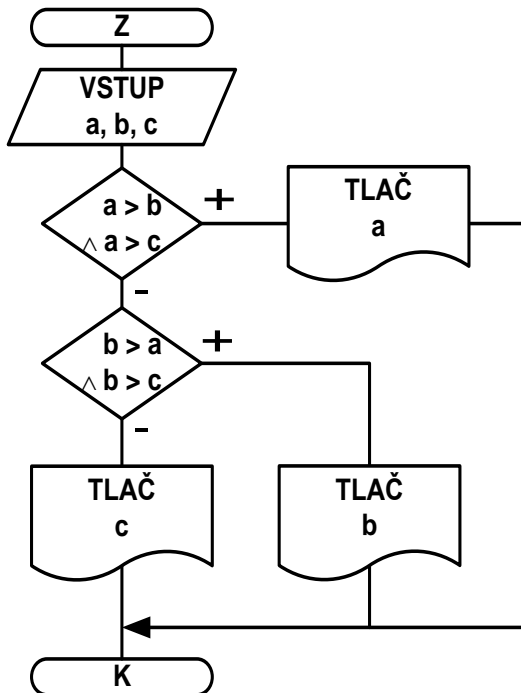 Z
VSTUP
a, b, c
a > b
∧ a > c
+
TLAČ
a
-
b > a
∧ b > c
+
-
TLAČ
c
TLAČ
b
K